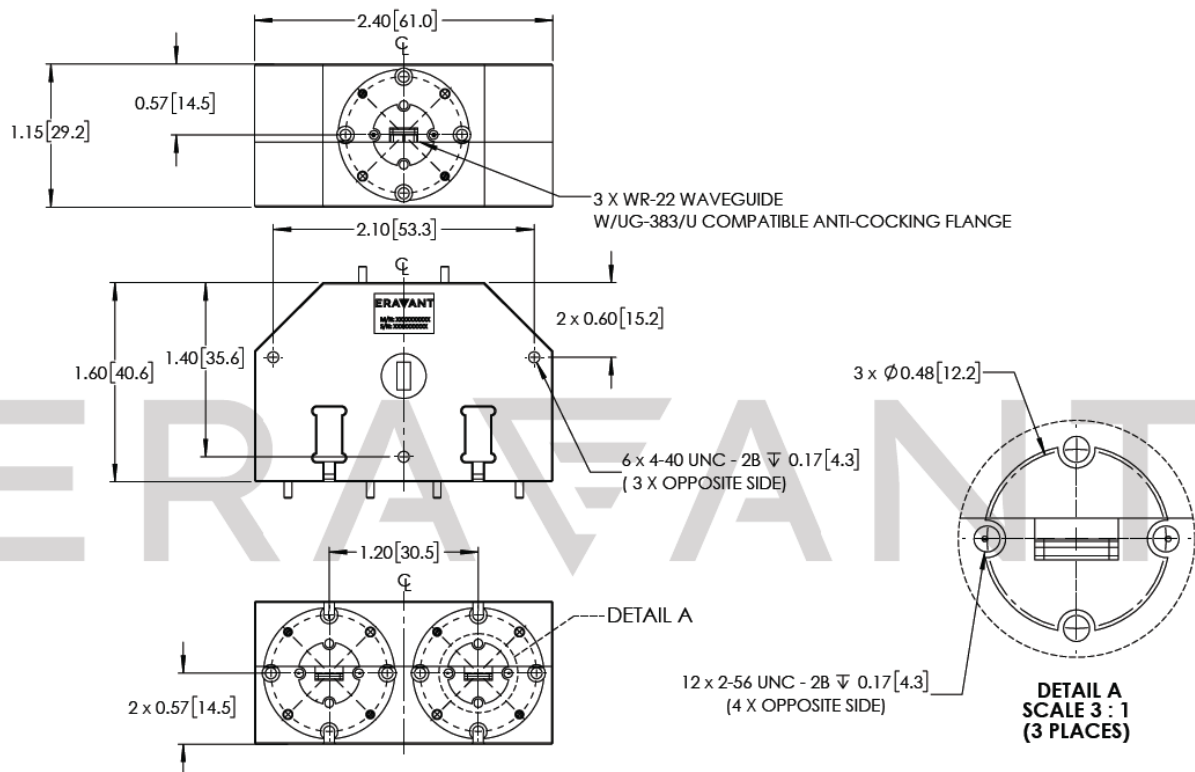 2.40[61.0]
℄
0.57[14.5]
1.15[29.2]
3 X WR-22 WAVEGUIDE
W/UG-383/U COMPATIBLE ANTI-COCKING FLANGE
2.10[53.3]
℄
ERAVANT
2 x 0.60[15.2]
1.40[35.6]
1.60[40.6]
3 x Ø0.48[12.2]
ERAVANT
6 x 4-40 UNC - 2B ↧ 0.17[4.3]
( 3 X OPPOSITE SIDE)
1.20[30.5]
℄
DETAIL A
2 x 0.57[14.5]
12 x 2-56 UNC - 2B ↧ 0.17[4.3]
(4 X OPPOSITE SIDE)
DETAIL A
SCALE 3 : 1
(3 PLACES)